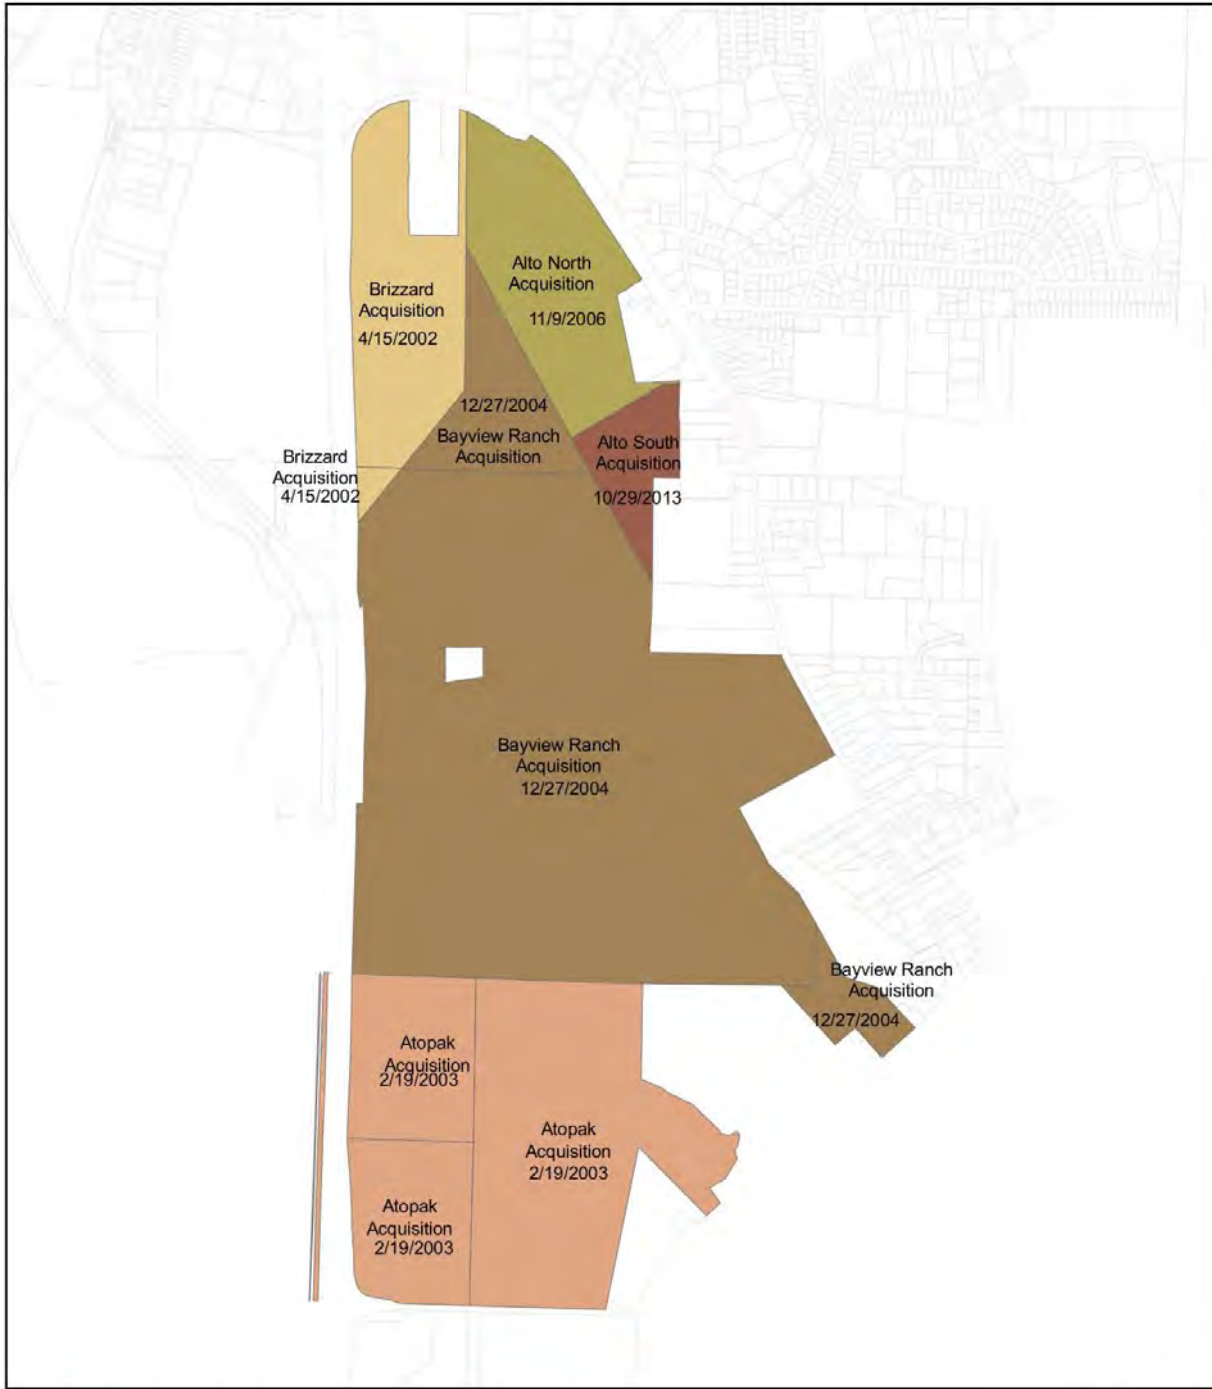 Alto North
Acquisition
11/9/2006
Brizzard
Acquisition
4/15/2002
12/27/2004
Bayview Ranch
Acquisition
Alto South
Acquisition
10/29/2013
Brizzard
Acquisition
4/15/2002
Bayview Ranch
Acquisition
12/27/2004
Bayview Ranch
Acquisition
12/27/2004
Atopak
Acquisition
2/19/2003
Atopak
Acquisition
2/19/2003
Atopak
Acquisition
2/19/2003